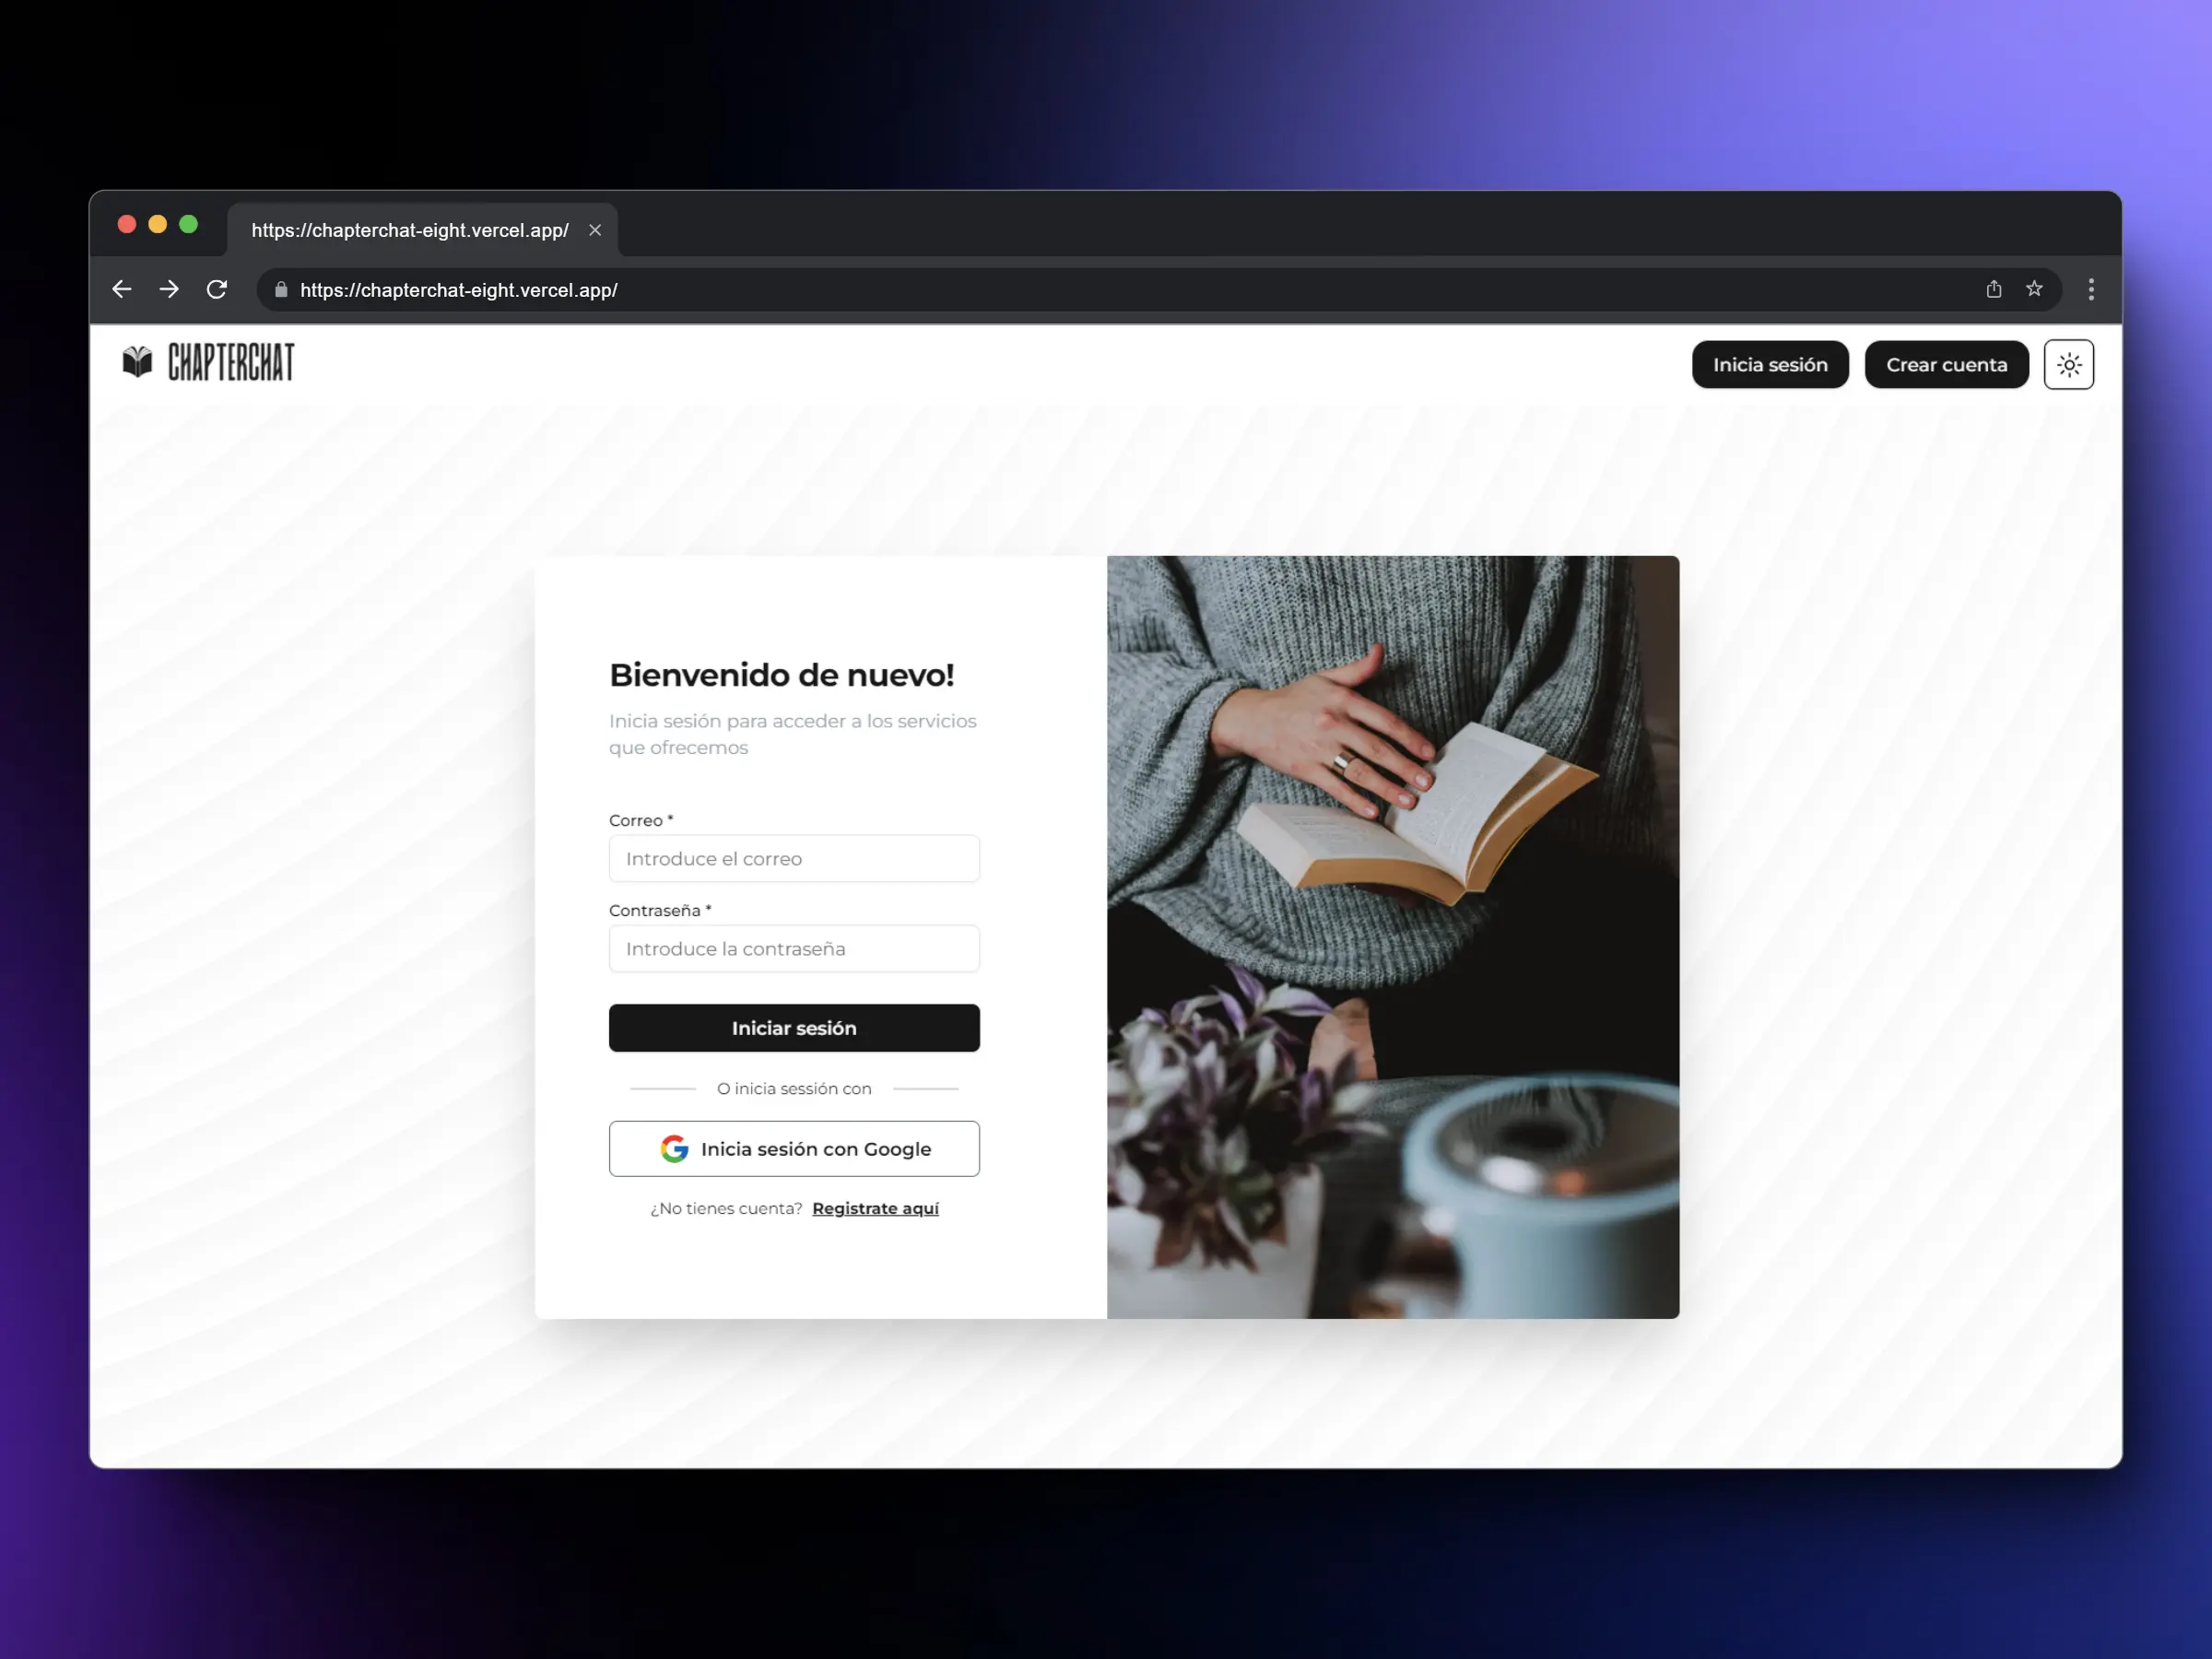 https://chapterchat-eight.vercel.app/
https://chapterchat-eight.vercel.app/
CHAPTERCHAT
Inicia sesión
Crear cuenta
Bienvenido de nuevo!
Inicia sesión para acceder a los servicios
que ofrecemos
Correo *
Introduce el correo
Contraseña *
Introduce la contraseña
Iniciar sesión
O inicia sessión con
Inicia sesión con Google
¿No tienes cuenta? Registrate aquí